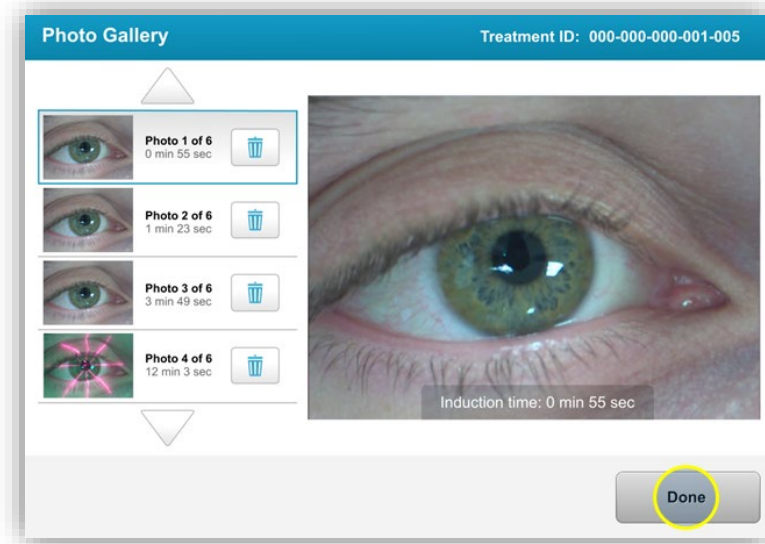 Photo Gallery
Treatment ID: 000-000-000-001-005
Photo 1 of 6
0 min 55 sec
Photo 2 of 6
1 min 23 sec
Photo 3 of 6
3 min 49 sec
Photo 4 of 6
12 min 3 sec
Induction time: 0 min 55 sec
Done